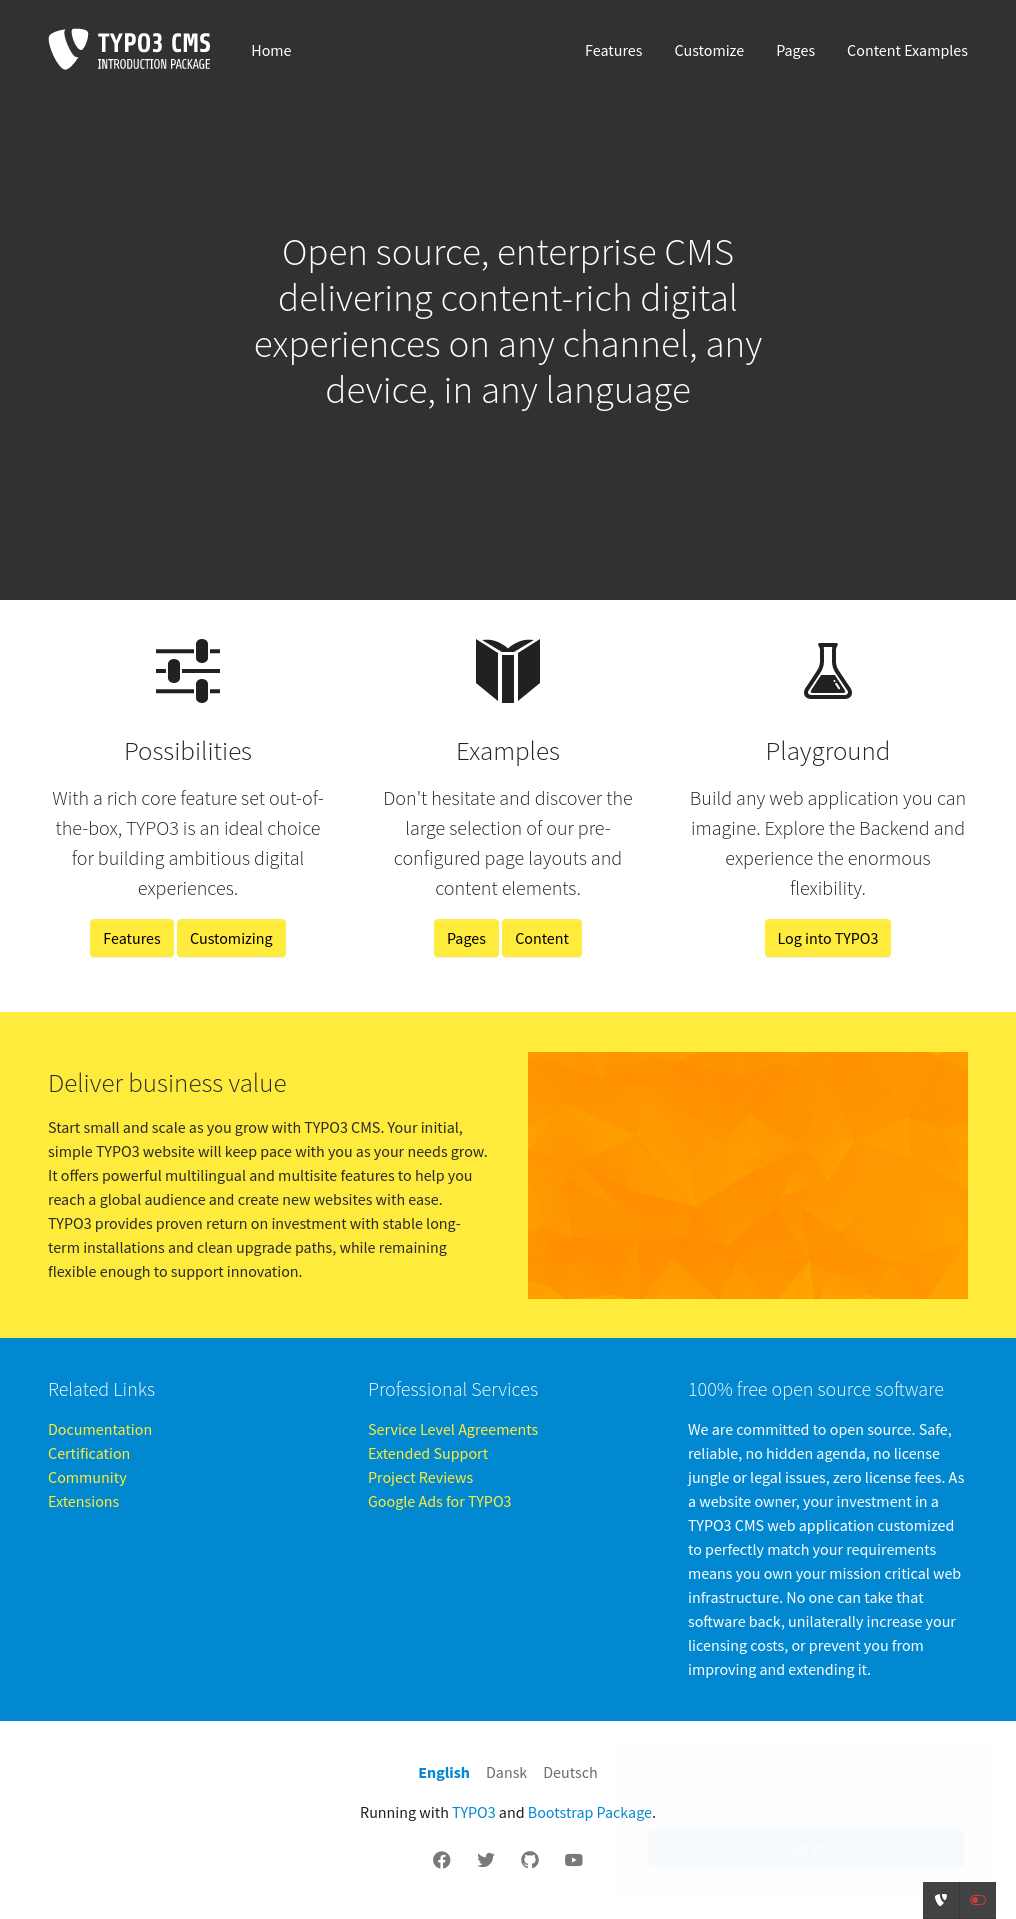 TYPO3 CMS
INTRODUCTION PACKAGE
Home
Features
Customize
Pages
Content Examples
Open source, enterprise CMS
delivering content-rich digital
experiences on any channel, any
device, in any language
Possibilities
With a rich core feature set out-of-
the-box, TYPO3 is an ideal choice
for building ambitious digital
experiences.
Features
Customizing
Examples
Don't hesitate and discover the
large selection of our pre-
configured page layouts and
content elements.
Pages
Content
Playground
Build any web application you can
imagine. Explore the Backend and
experience the enormous
flexibility.
Log into TYPO3
Deliver business value
Start small and scale as you grow with TYPO3 CMS. Your initial,
simple TYPO3 website will keep pace with you as your needs grow.
It offers powerful multilingual and multisite features to help you
reach a global audience and create new websites with ease.
TYPO3 provides proven return on investment with stable long-
term installations and clean upgrade paths, while remaining
flexible enough to support innovation.
Related Links
Documentation
Certification
Community
Extensions
Professional Services
Service Level Agreements
Extended Support
Project Reviews
Google Ads for TYPO3
100% free open source software
We are committed to open source. Safe,
reliable, no hidden agenda, no license
jungle or legal issues, zero license fees. As
a website owner, your investment in a
TYPO3 CMS web application customized
to perfectly match your requirements
means you own your mission critical web
infrastructure. No one can take that
software back, unilaterally increase your
licensing costs, or prevent you from
improving and extending it.
English Dansk Deutsch
Running with TYPO3 and Bootstrap Package.